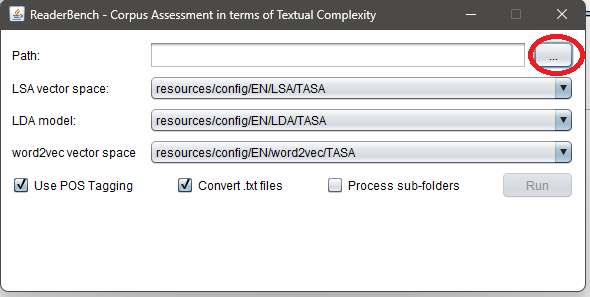 ReaderBench - Corpus Assessment in terms of Textual Complexity
Path:
...
LSA vector space:
resources/config/EN/LSA/TASA
LDA model:
resources/config/EN/LDA/TASA
word2vec vector space
resources/config/EN/word2vec/TASA
Use POS Tagging
Convert .txt files
Process sub-folders
Run